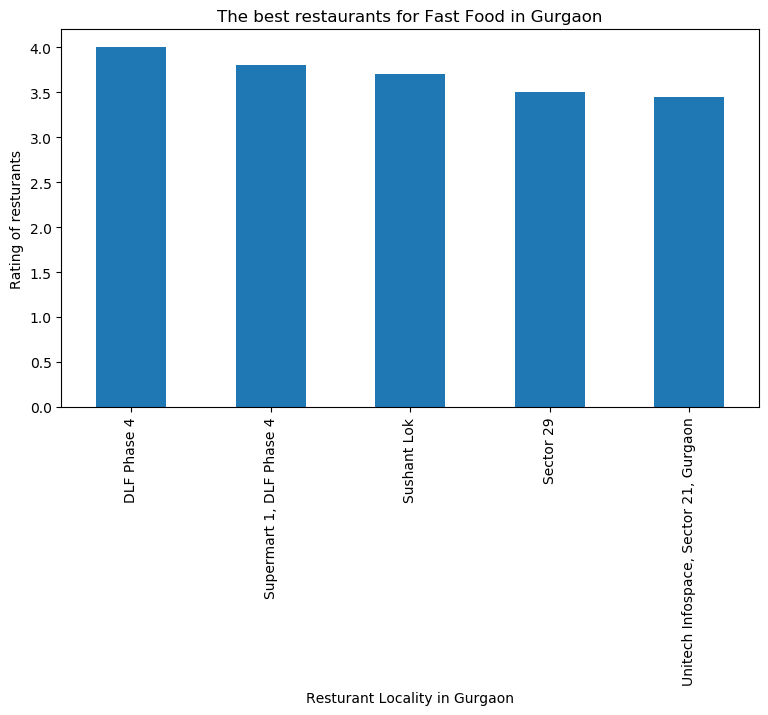 The best restaurants for Fast Food in Gurgaon
Rating of resturants
4.0
3.5
3.0
2.5
2.0
1.5
1.0
0.5
0.0
DLF Phase 4
Supermart 1, DLF Phase 4
Sushant Lok
Sector 29
Unitech Infospace, Sector 21, Gurgaon
Resturant Locality in Gurgaon